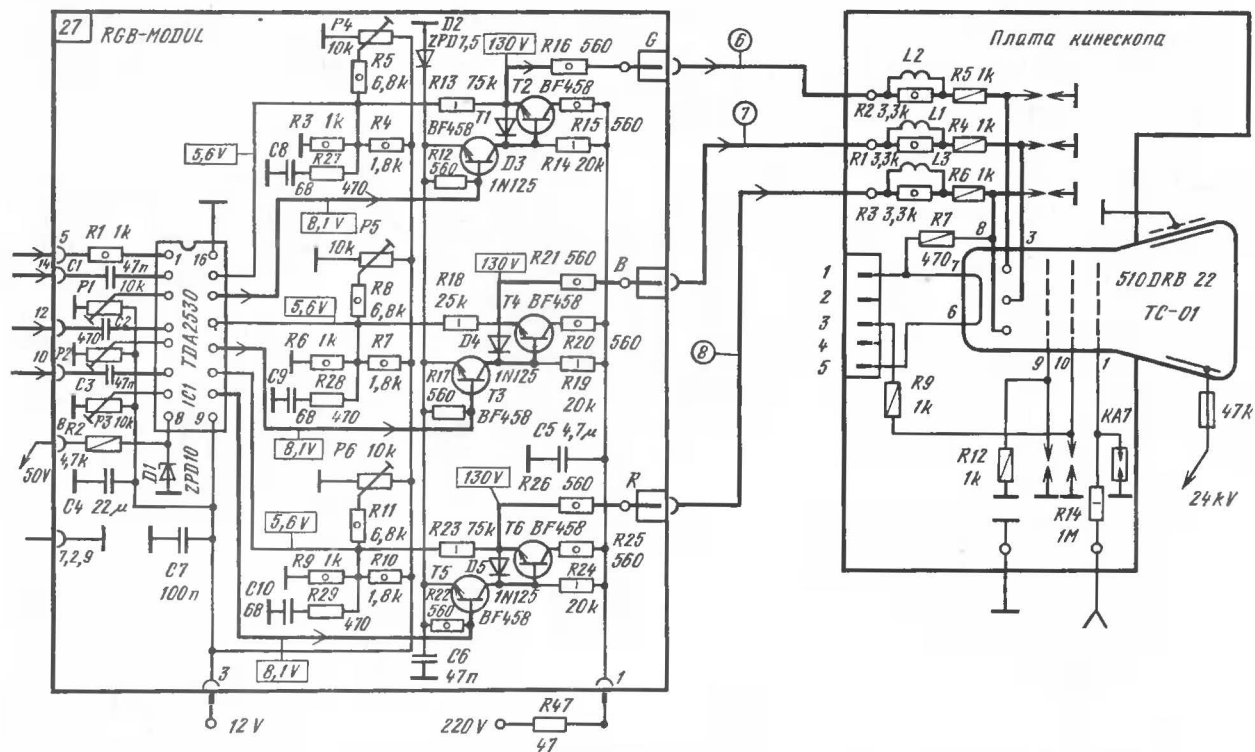 27 RGB-MODUL
P4
10k
R5
6,8k
D2
ZPD7,5
130V
R16 560
G
6
R13 75k
T2 BF458
T1
BF458
R15
560
R3 1k
R4
1,8k
R12
560
D3
R14 20k
1N125
C8
R27
68
470
5,6V
8,1V
P5
10k
7
5
R1 1k
14
C1
47n
1
16
P1
10k
12
C2
470
P2
10
C3
47n
P3 10k
TDA2530
IC1
8
9
8
R2
4,7k
50V
D1
ZPD10
C4
22µ
7,2,9
C7
100n
R8
6,8k
130V
R21 560
B
R18
25k
T4 BF458
5,6V
D4
R20
560
R6 1k
R7
1,8k
C9
R28
68
470
R17
560
1N125
T3
BF458
R19
20k
8,1V
P6 10k
C5 4,7µ
8
130V
R26 560
R
R11
6,8k
5,6V
R23 75k
T6 BF458
R25
560
R9 1k
R10
1,8k
T5
D5
R24
20k
1N125
C10
68
R29
470
R22
560
BF458
8,1V
C6
47n
3
12V
1
220V
R47
47
Плата кинескопа
L2
R5 1k
R2 3,3k
L1
R4 1k
R1 3,3k
L3
R6 1k
R3 3,3k
R7
470
8
3
7
6
1
2
3
4
5
510DRB 22
TC-01
9
10
1
R9
1k
KA7
47k
R12
1k
R14
1M
24kV